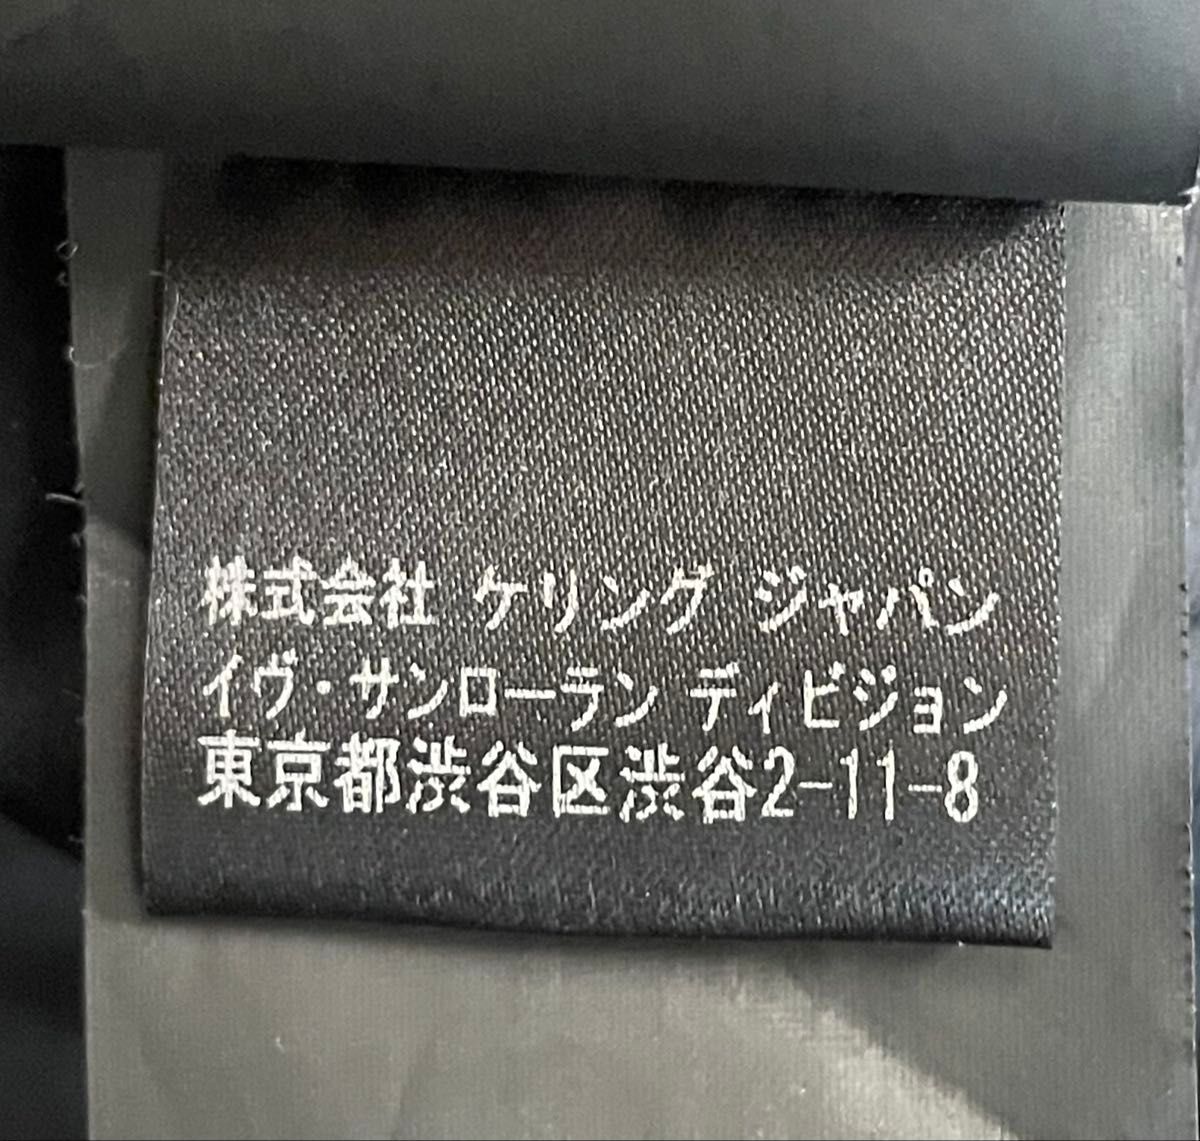 株式会社 ケリング ジャパン
イヴ・サンローラン ディビジョン
東京都渋谷区渋谷2-11-8